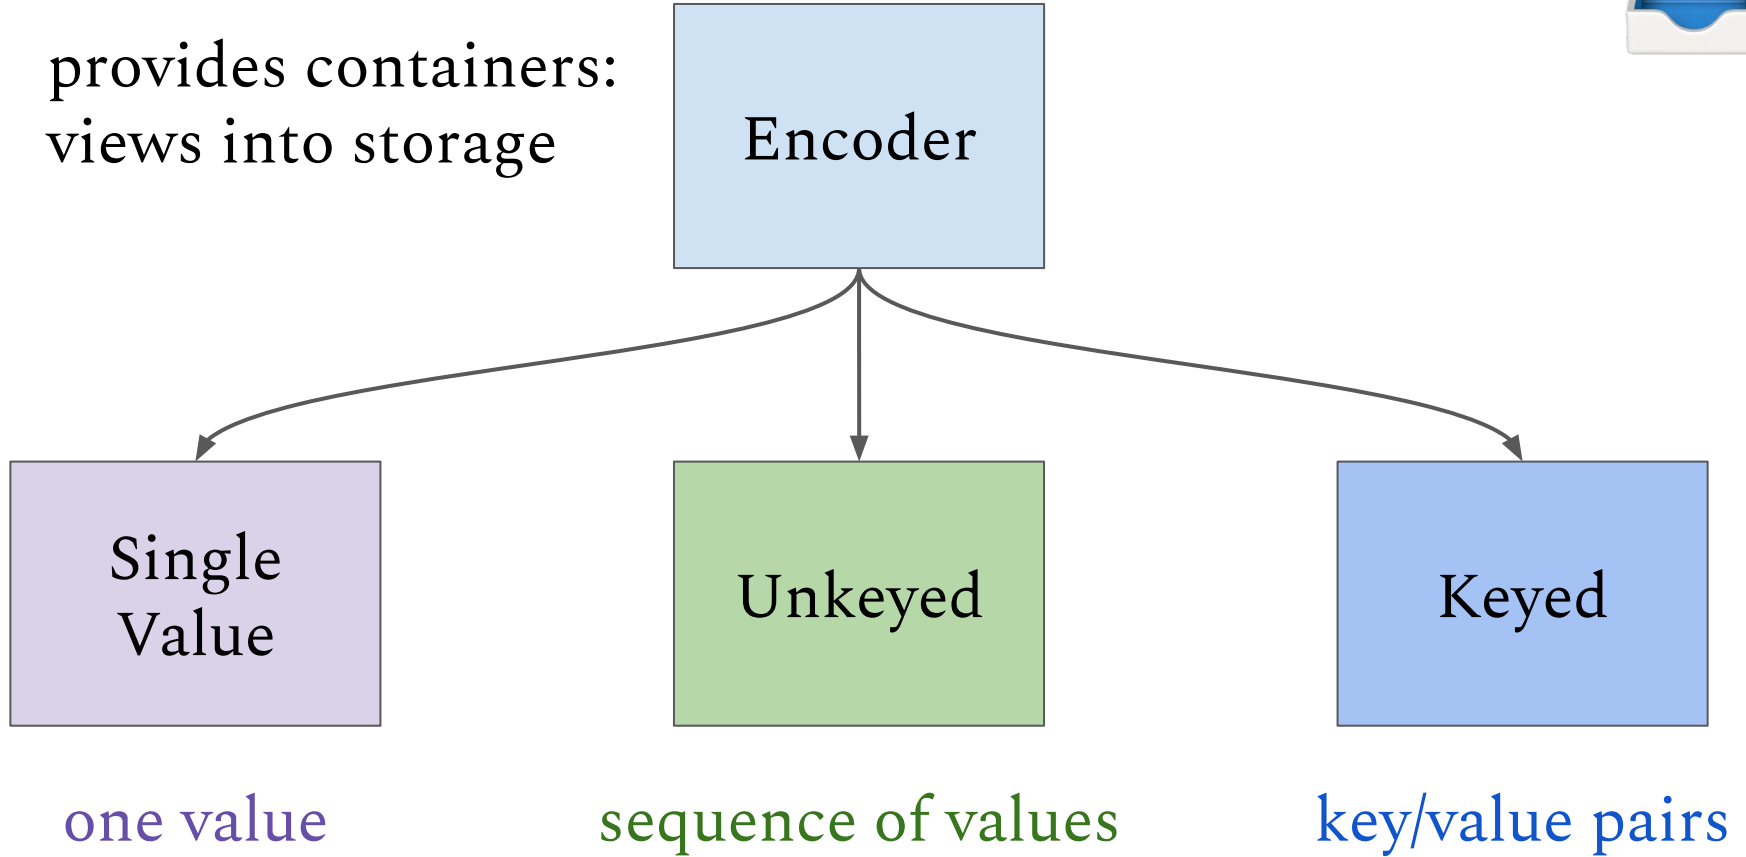 provides containers:
views into storage
Encoder
Single
Value
Unkeyed
Keyed
one value
sequence of values
key/value pairs